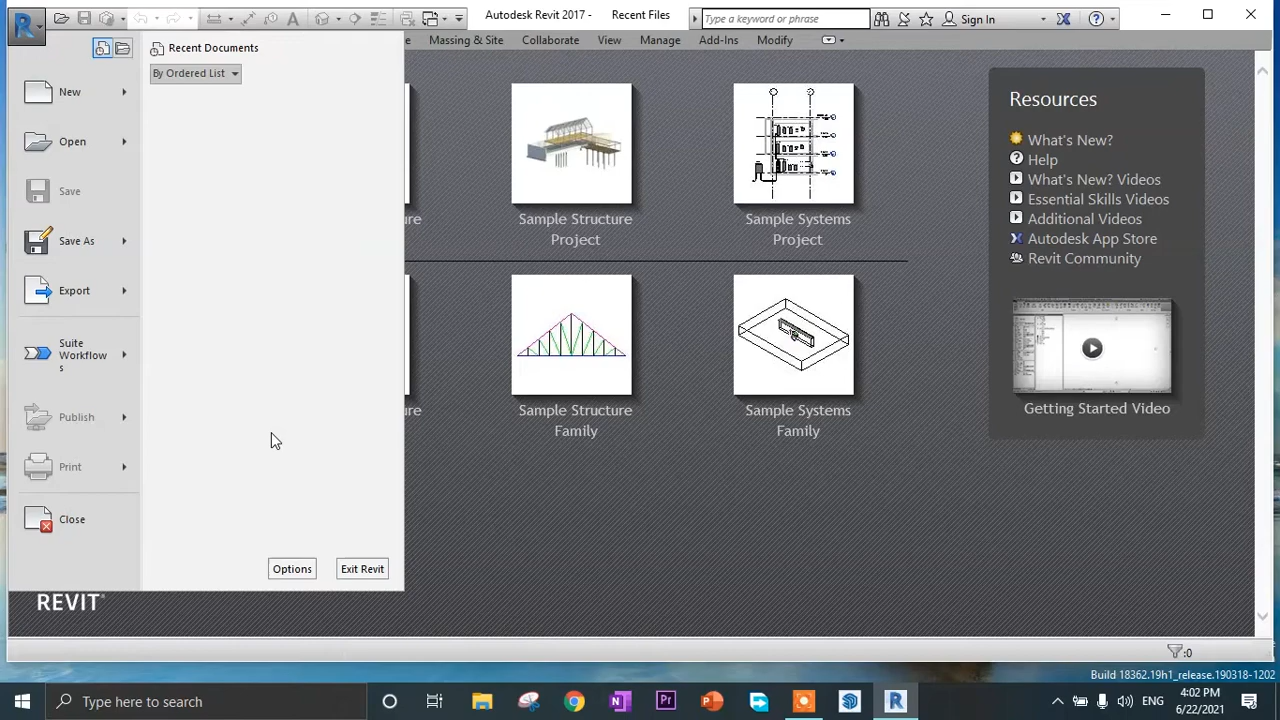 Autodesk Revit 2017 - Recent Files
Type a keyword or phrase
Sign In
Massing & Site Collaborate View Manage Add-Ins Modify
Recent Documents
By Ordered List
New
Open
Save
Save As
Export
Suite
Workflow
s
Publish
Print
Close
Options
Exit Revit
REVIT
Sample Structure
Project
Sample Systems
Project
Sample Structure
Family
Sample Systems
Family
Resources
What's New?
Help
What's New? Videos
Essential Skills Videos
Additional Videos
Autodesk App Store
Revit Community
Getting Started Video
:0
Build 18362.19h1_release.190318-1202
Type here to search
ENG
4:02 PM
6/22/2021